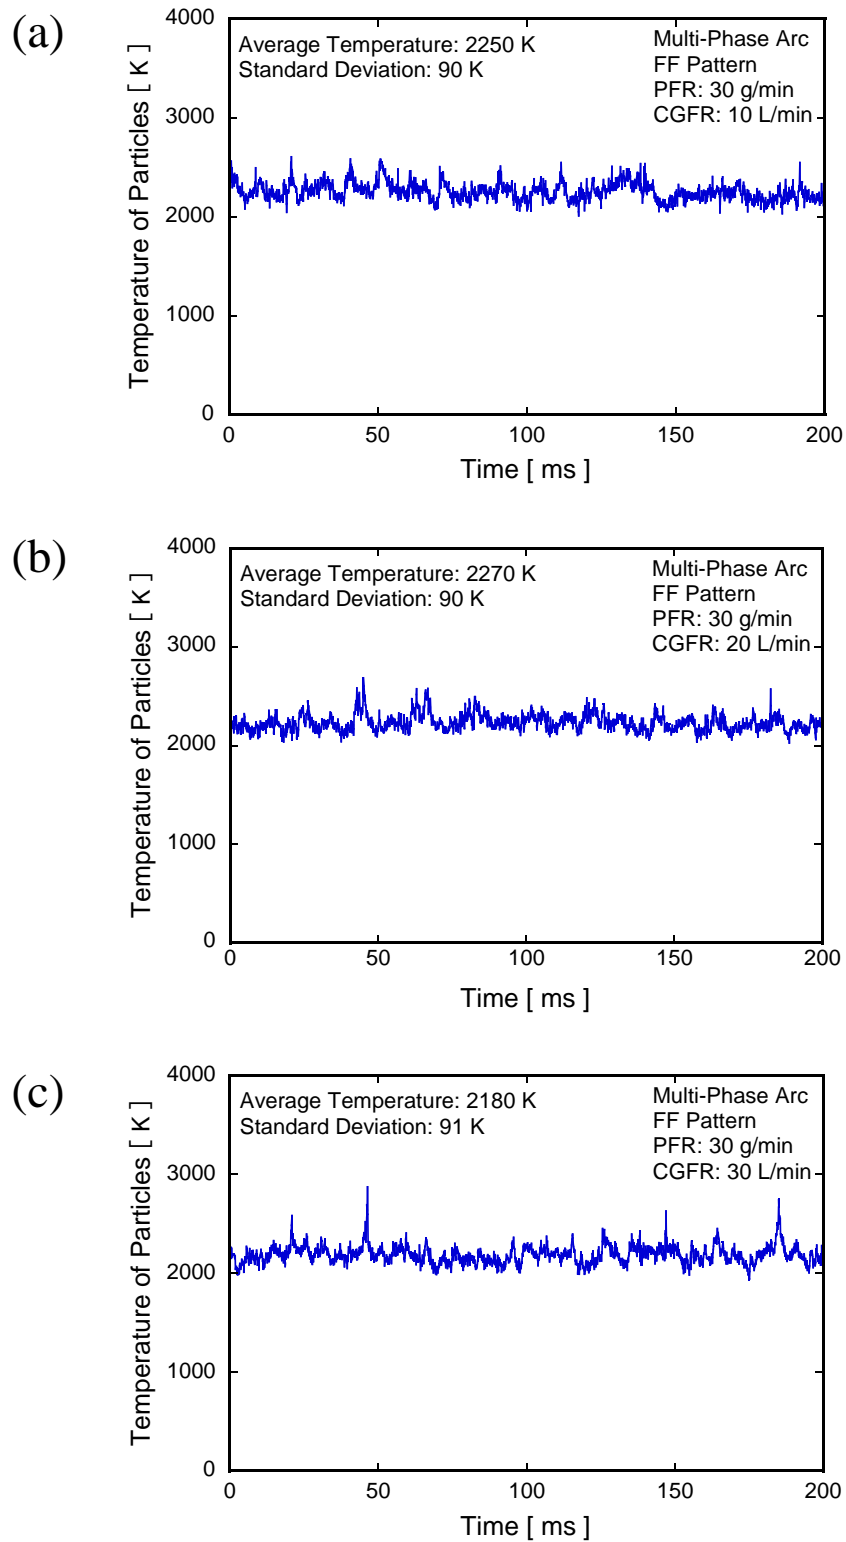 (a)
Average Temperature: 2250 K
Standard Deviation: 90 K
Multi-Phase Arc
FF Pattern
PFR: 30 g/min
CGFR: 10 L/min
Temperature of Particles [ K ]
4000
3000
2000
1000
0
0 50 100 150 200
Time [ ms ]
(b)
Average Temperature: 2270 K
Standard Deviation: 90 K
Multi-Phase Arc
FF Pattern
PFR: 30 g/min
CGFR: 20 L/min
Temperature of Particles [ K ]
4000
3000
2000
1000
0
0 50 100 150 200
Time [ ms ]
(c)
Average Temperature: 2180 K
Standard Deviation: 91 K
Multi-Phase Arc
FF Pattern
PFR: 30 g/min
CGFR: 30 L/min
Temperature of Particles [ K ]
4000
3000
2000
1000
0
0 50 100 150 200
Time [ ms ]